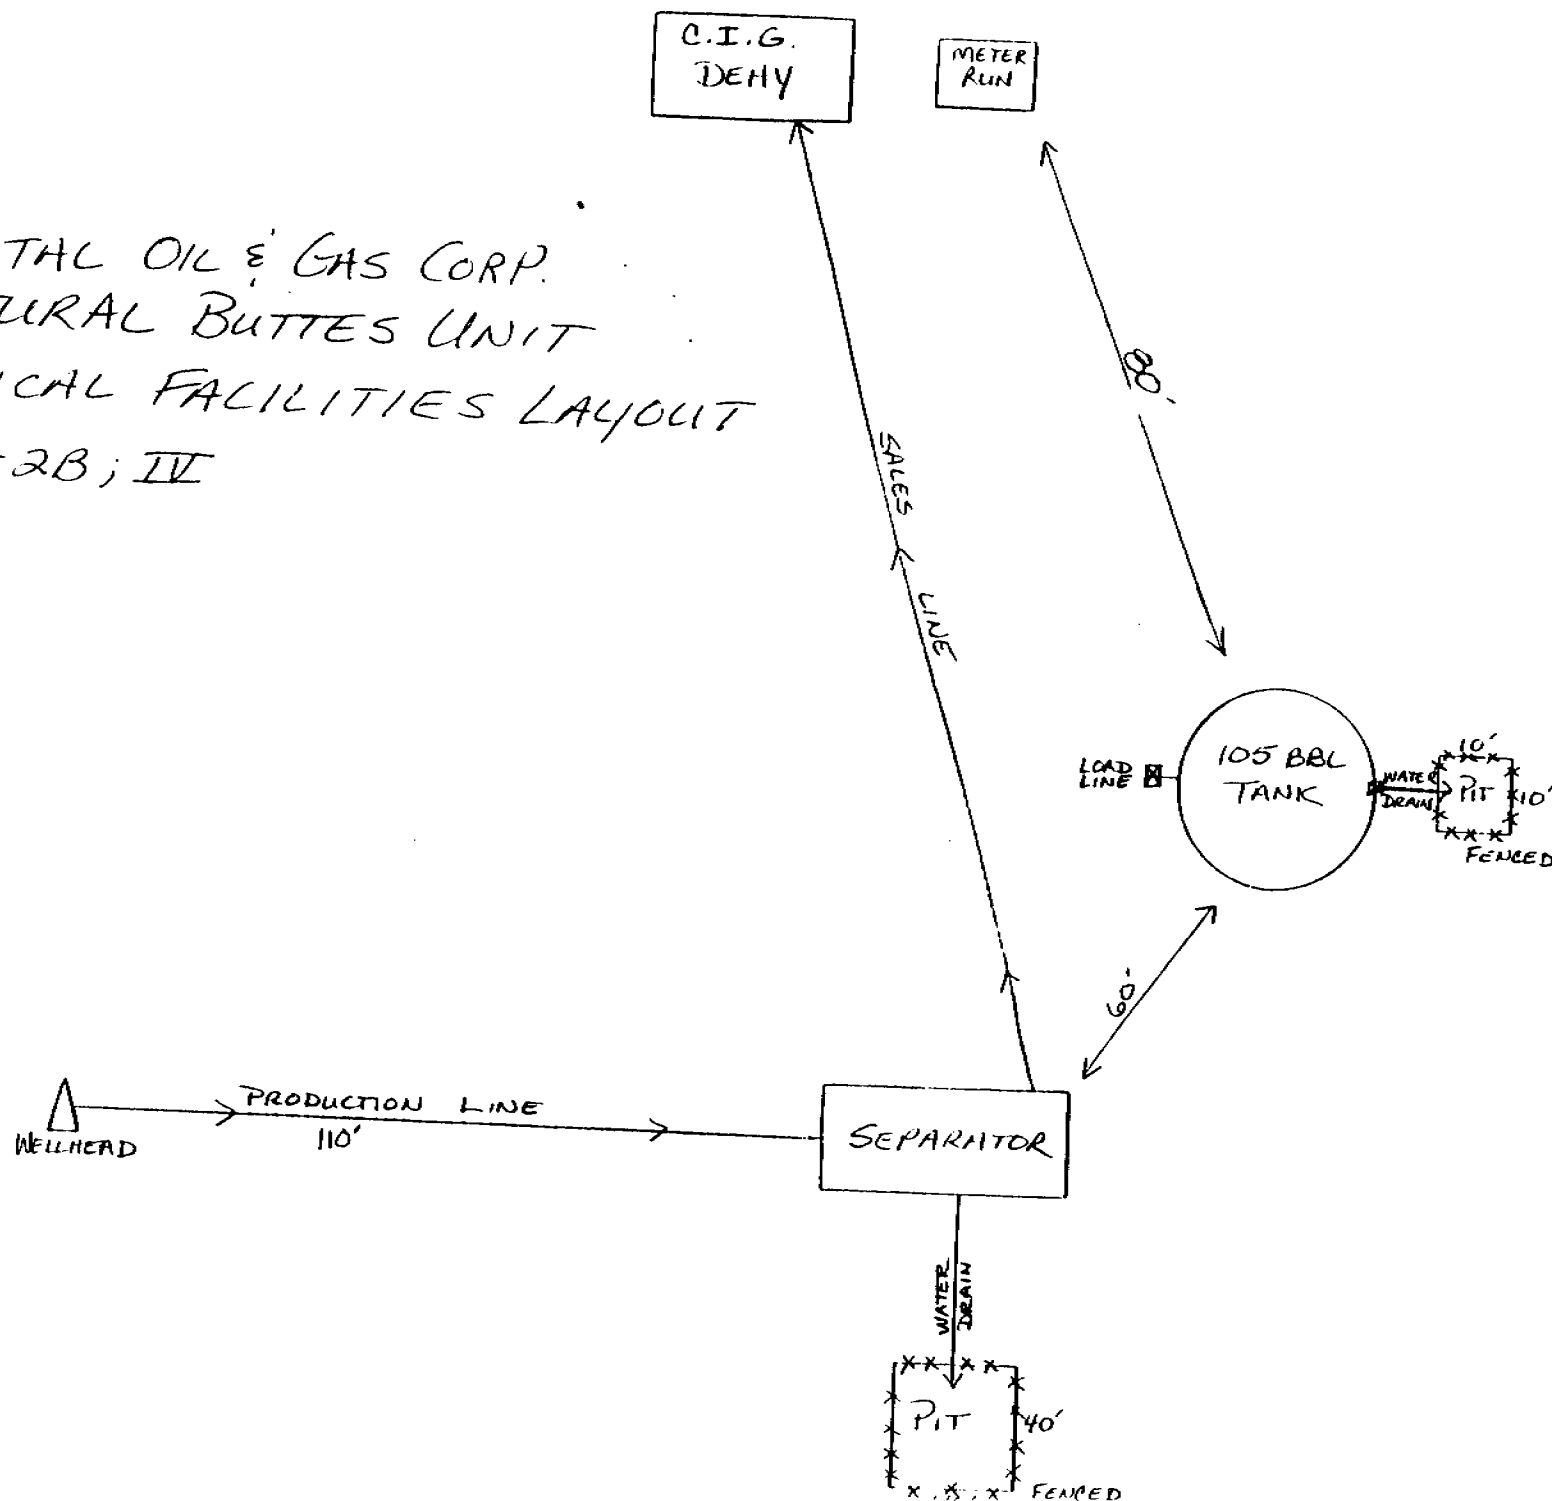 C.I.G.
DEHY
METER
RUN
TAL OIL & GAS CORP.
URAL BUTTES UNIT
ICAL FACILITIES LAYOUT
-2B; IV
80'
SALES LINE
105 BBL
TANK
LOAD
LINE
WATER
DRAIN
10'
PIT
10'
FENCED
60'
WELLHEAD
PRODUCTION LINE
110'
SEPARATOR
WATER
DRAIN
PIT
40'
FENCED